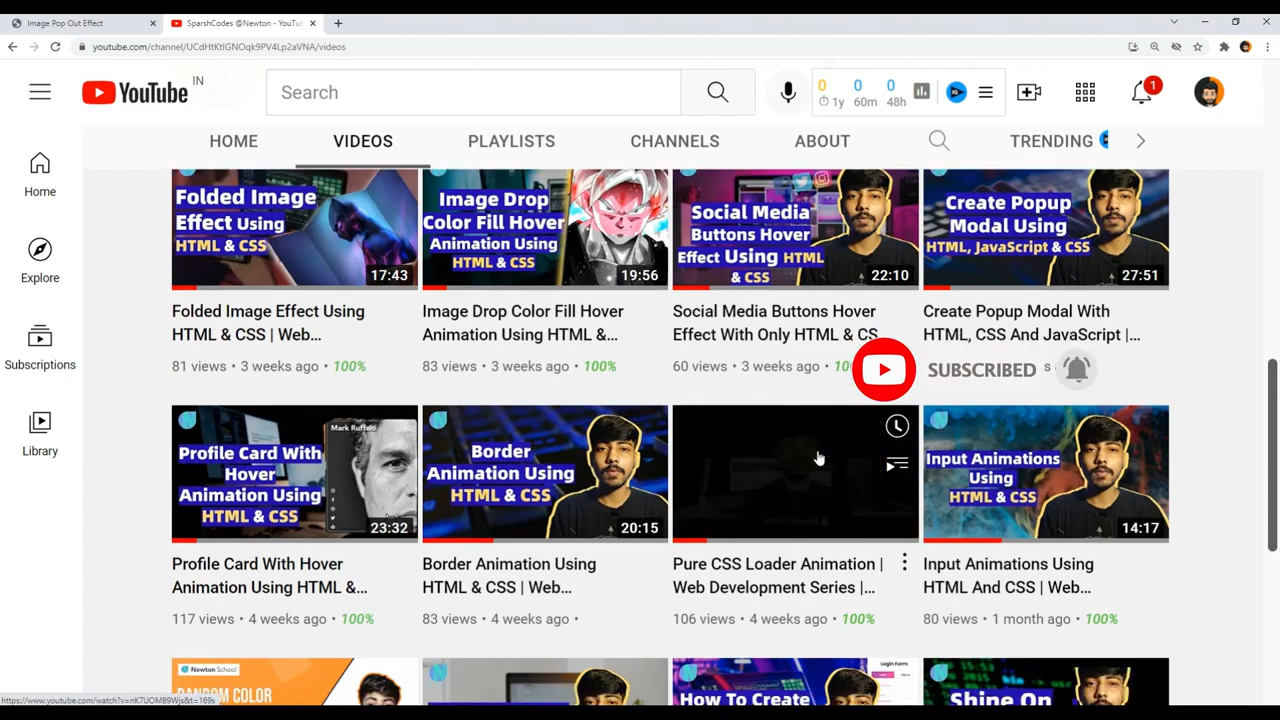 Image Pop Out Effect
SparshCodes @Newton - YouTu
youtube.com/channel/UCdHtKtIGNOqk9PV4Lp2aVNA/videos
YouTube IN
Search
0 0 0
1y 60m 48h
1
HOME VIDEOS PLAYLISTS CHANNELS ABOUT TRENDING
Home
Explore
Subscriptions
Library
Folded Image
Effect Using
HTML & CSS
17:43
Folded Image Effect Using
HTML & CSS | Web...
81 views • 3 weeks ago • 100%
Image Drop
Color Fill Hover
Animation Using
HTML & CSS
19:56
Image Drop Color Fill Hover
Animation Using HTML &...
83 views • 3 weeks ago • 100%
Social Media
Buttons Hover
Effect Using HTML
& CSS
22:10
Social Media Buttons Hover
Effect With Only HTML & CS
60 views • 3 weeks ago • 10
Create Popup
Modal Using
HTML, JavaScript & CSS
27:51
Create Popup Modal With
HTML, CSS And JavaScript |...
SUBSCRIBED
Profile Card With
Hover
Animation Using
HTML & CSS
Mark Ruffalo
23:32
Profile Card With Hover
Animation Using HTML &...
117 views • 4 weeks ago • 100%
Border
Animation Using
HTML & CSS
20:15
Border Animation Using
HTML & CSS | Web...
83 views • 4 weeks ago •
Pure CSS Loader Animation |
Web Development Series |...
106 views • 4 weeks ago • 100%
Input Animations
Using
HTML & CSS
14:17
Input Animations Using
HTML And CSS | Web...
80 views • 1 month ago • 100%
Newton School
RANDOM COLOR
How To Create
Login Form
Shine On
https://www.youtube.com/watch?v=nK7UOMB9Wjs&t=169s